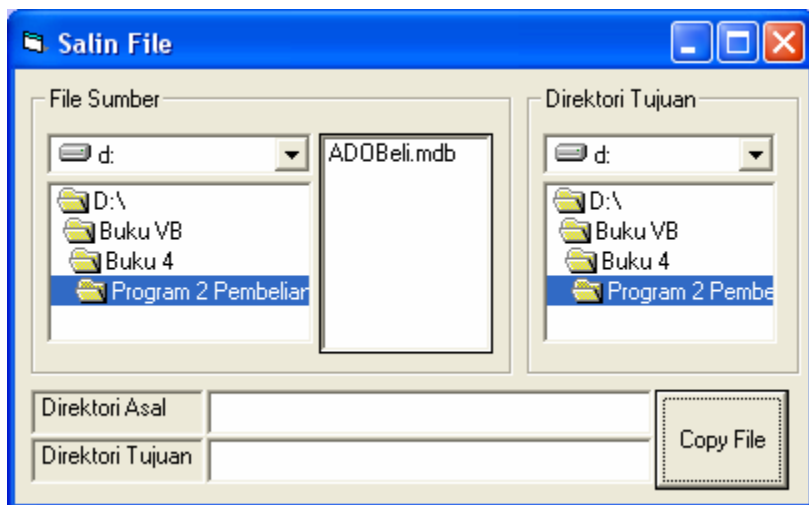 Salin File
File Sumber
d:
D:\
Buku VB
Buku 4
Program 2 Pembelian
ADOBeli.mdb
Direktori Tujuan
d:
D:\
Buku VB
Buku 4
Program 2 Pembe
Direktori Asal
Direktori Tujuan
Copy File